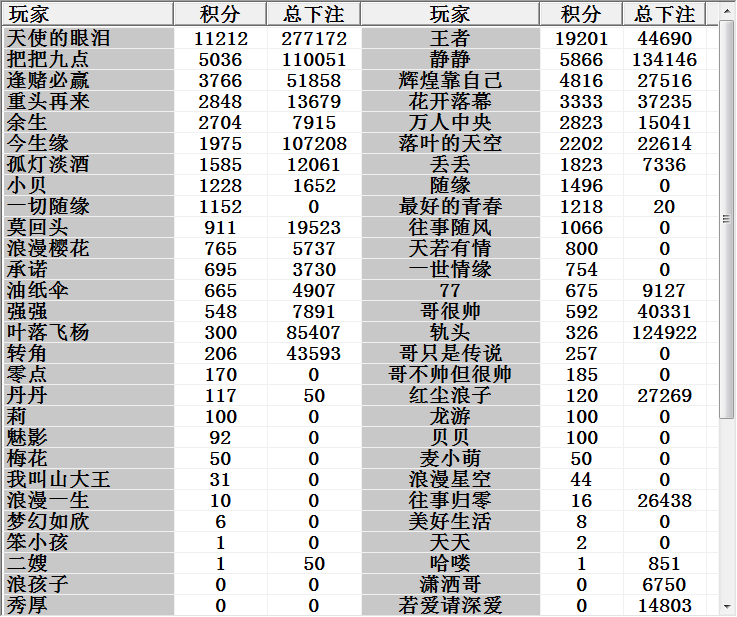 玩家 积分 总下注 玩家 积分 总下注
天使的眼泪 11212 277172 王者 19201 44690
把把九点 5036 110051 静静 5866 134146
逢赌必赢 3766 51858 辉煌靠自己 4816 27516
重头再来 2848 13679 花开落幕 3333 37235
余生 2704 7915 万人中央 2823 15041
今生缘 1975 107208 落叶的天空 2202 22614
孤灯淡酒 1585 12061 丢丢 1823 7336
小贝 1228 1652 随缘 1496 0
一切随缘 1152 0 最好的青春 1218 20
莫回头 911 19523 往事随风 1066 0
浪漫樱花 765 5737 天若有情 800 0
承诺 695 3730 一世情缘 754 0
油纸伞 665 4907 77 675 9127
强强 548 7891 哥很帅 592 40331
叶落飞杨 300 85407 轨头 326 124922
转角 206 43593 哥只是传说 257 0
零点 170 0 哥不帅但很帅 185 0
丹丹 117 50 红尘浪子 120 27269
莉 100 0 龙游 100 0
魅影 92 0 贝贝 100 0
梅花 50 0 麦小萌 50 0
我叫山大王 31 0 浪漫星空 44 0
浪漫一生 10 0 往事归零 16 26438
梦幻如欣 6 0 美好生活 8 0
笨小孩 1 0 天天 2 0
二嫂 1 50 哈喽 1 851
浪孩子 0 0 潇洒哥 0 6750
秀厚 0 0 若爱请深爱 0 14803